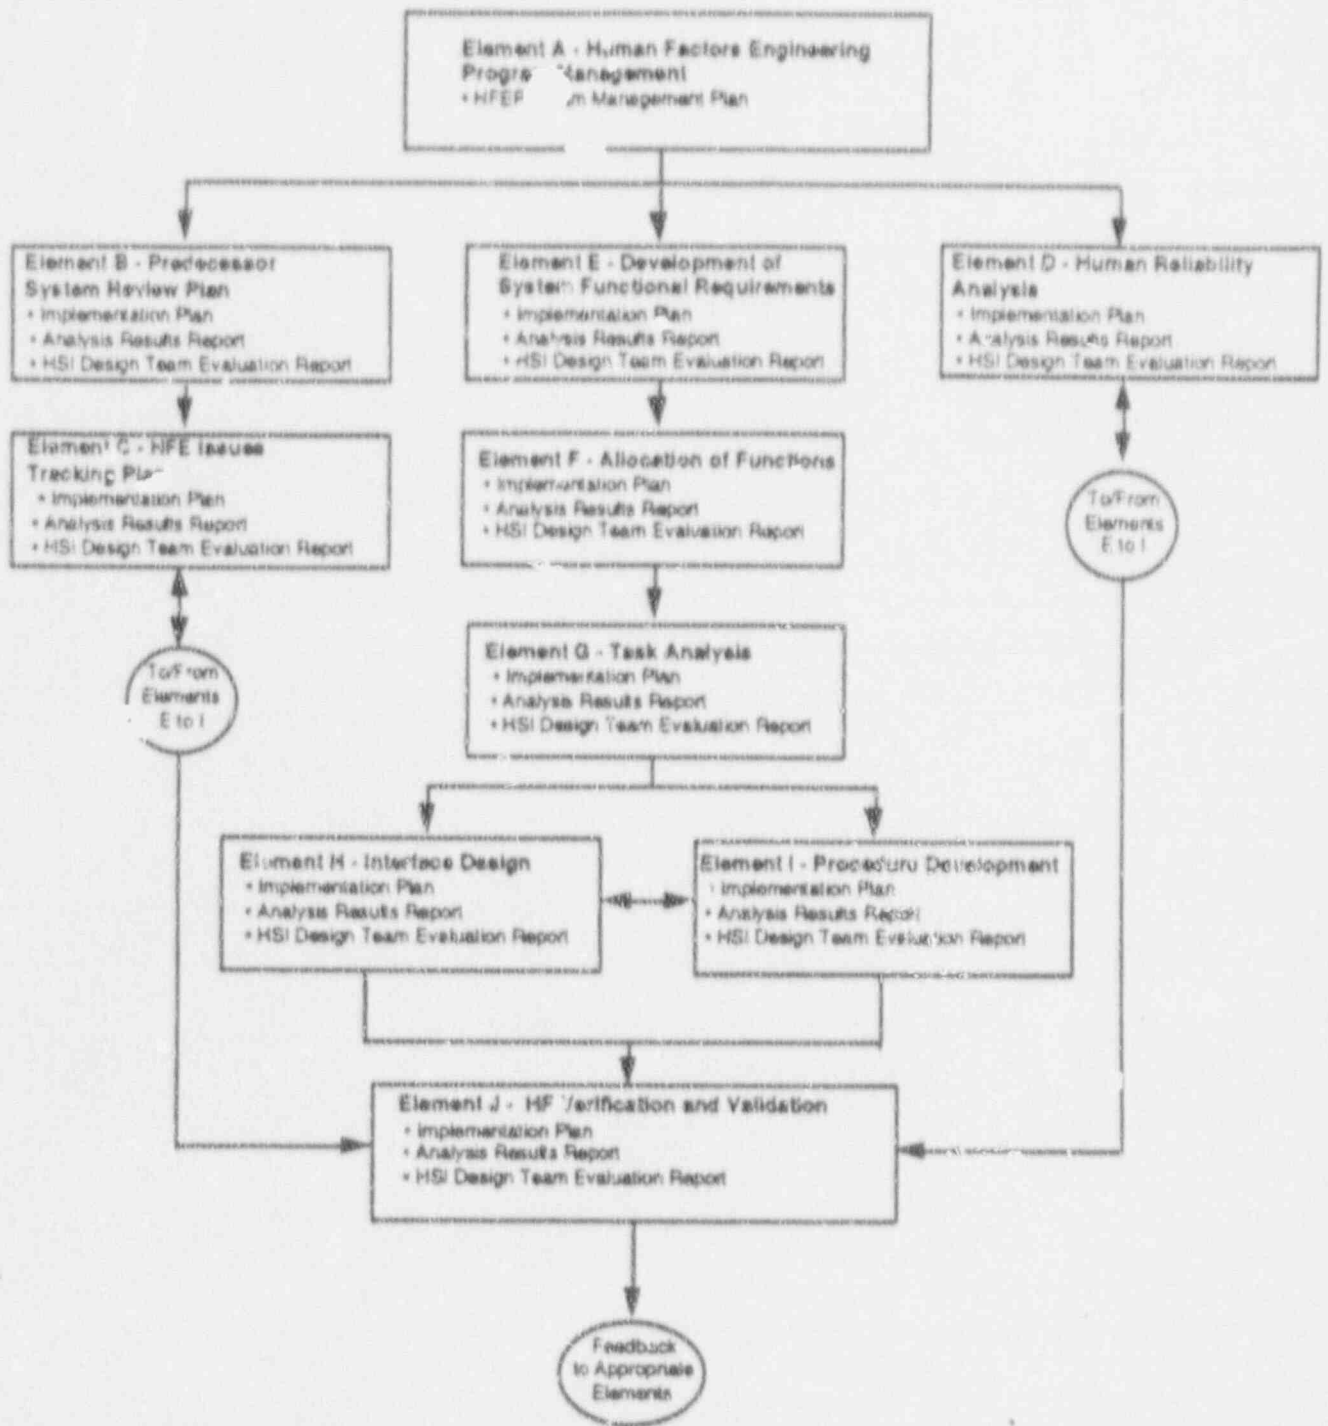 Element A - Human Factors Engineering
Management
Management Plan
Element B - Predecessor
System Review Plan
• Implementation Plan
• Analysis Results Report
• HSI Design Team Evaluation Report
Element E - Development of
System Functional Requirements
• Implementation Plan
• Analysis Results Report
• HSI Design Team Evaluation Report
Element D - Human Reliability
Analysis
• Implementation Plan
• Analysis Results Report
• HSI Design Team Evaluation Report
Element C - HFE Issues
Tracking Plan
• Implementation Plan
• Analysis Results Report
• HSI Design Team Evaluation Report
Element F - Allocation of Functions
• Implementation Plan
• Analysis Results Report
• HSI Design Team Evaluation Report
To/From
Elements
E to I
Element G - Task Analysis
• Implementation Plan
• Analysis Results Report
• HSI Design Team Evaluation Report
To/From
Elements
E to I
Element H - Interface Design
• Implementation Plan
• Analysis Results Report
• HSI Design Team Evaluation Report
Element I - Procedure Development
Implementation Plan
• Analysis Results Report
• HSI Design Team Evaluation Report
Element J - HF Verification and Validation
• Implementation Plan
• Analysis Results Report
• HSI Design Team Evaluation Report
Feedback
to Appropriate
Elements